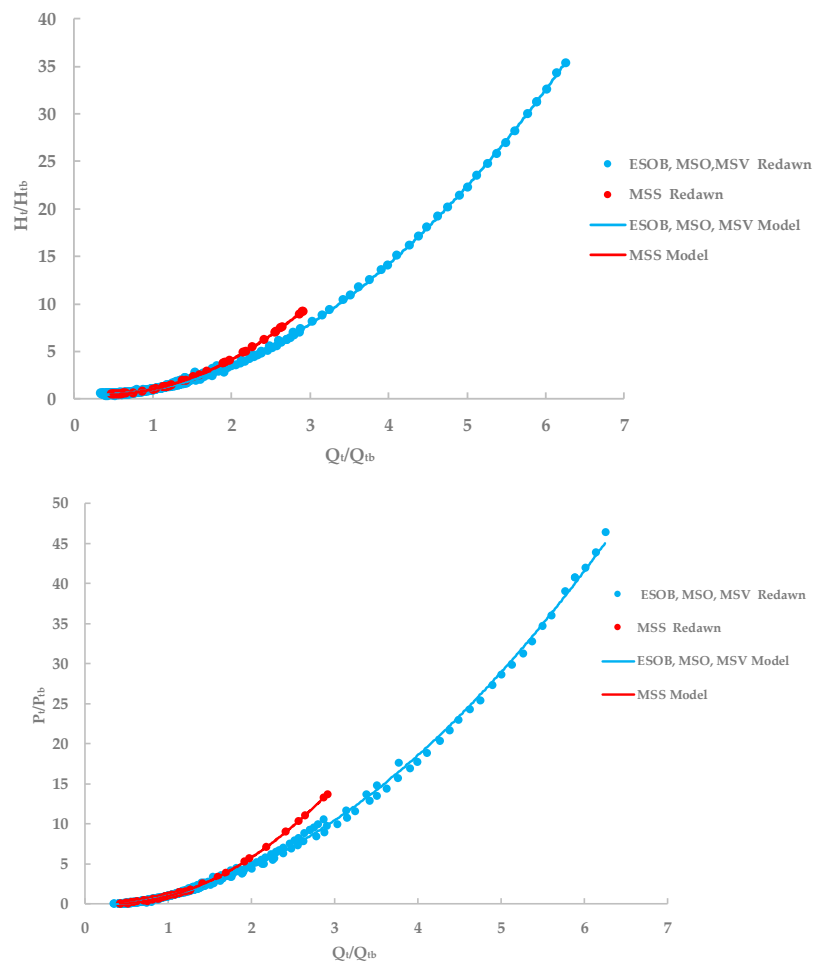 40
35
30
25
20
15
10
5
0
Ht/Htb
0 1 2 3 4 5 6 7
Qt/Qtb
ESOB, MSO,MSV Redawn
MSS Redawn
ESOB, MSO, MSV Model
MSS Model
50
45
40
35
30
25
20
15
10
5
0
Pt/Ptb
0 1 2 3 4 5 6 7
Qt/Qtb
ESOB, MSO, MSV Redawn
MSS Redawn
ESOB, MSO, MSV Model
MSS Model